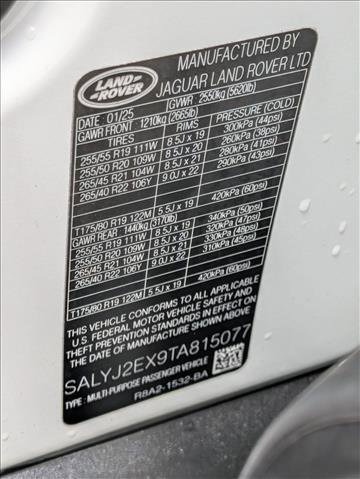 LAND ROVER
MANUFACTURED BY
JAGUAR LAND ROVER LTD
DATE : 01/25 GVWR 2550kg (5620lb)
GAWR FRONT 1210kg (2665lb)
TIRES RIMS PRESSURE (COLD)
255/55 R19 111W 8.5J x 19 300kPa (44psi)
255/50 R20 109W 8.5J x 20 260kPa (38psi)
265/45 R21 104W 8.5J x 21 280kPa (41psi)
265/40 R22 106Y 9.0J x 22 290kPa (43psi)
T175/80 R19 122M 5.5J x 19 420kPa (60psi)
GAWR REAR 1440kg (3170lb)
255/55 R19 111W 8.5J x 19 340kPa (50psi)
255/50 R20 109W 8.5J x 20 320kPa (47psi)
265/45 R21 104W 8.5J x 21 330kPa (48psi)
265/40 R22 106Y 9.0J x 22 310kPa (45psi)
T175/80 R19 122M 5.5J x 19 420kPa (60psi)
THIS VEHICLE CONFORMS TO ALL APPLICABLE
U.S. FEDERAL MOTOR VEHICLE SAFETY AND
THEFT PREVENTION STANDARDS IN EFFECT ON
THE DATE OF MANUFACTURE SHOWN ABOVE
SALYJ2EX9TA815077
TYPE : MULTI-PURPOSE PASSENGER VEHICLE
R8A2-1532-BA